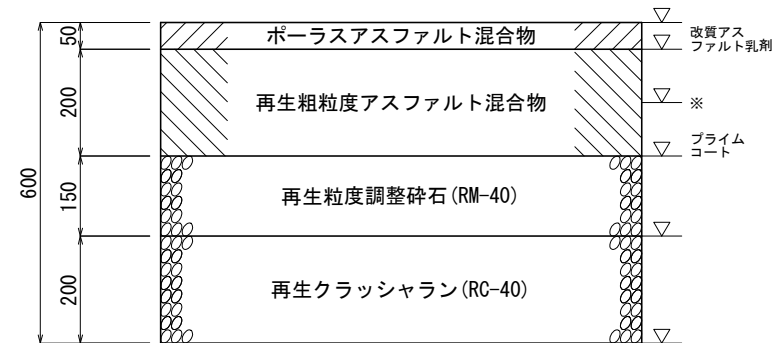 600
50
200
150
200
ポーラスアスファルト混合物
再生粗粒度アスファルト混合物
再生粒度調整砕石(RM-40)
再生クラッシャラン(RC-40)
改質アス
ファルト乳剤
※
プライム
コート